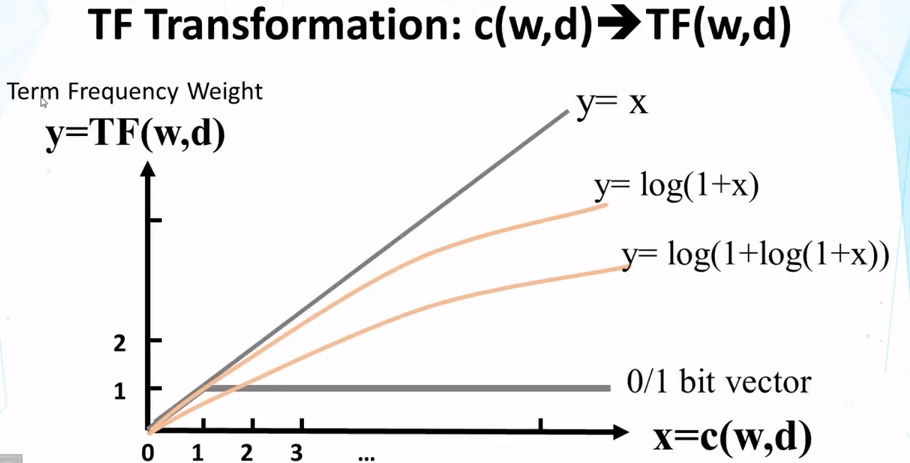 TF Transformation: c(w,d)➔TF(w,d)
Term Frequency Weight
y=TF(w,d)
y= x
y= log(1+x)
y= log(1+log(1+x))
2
1
0/1 bit vector
x=c(w,d)
0 1 2 3 ...